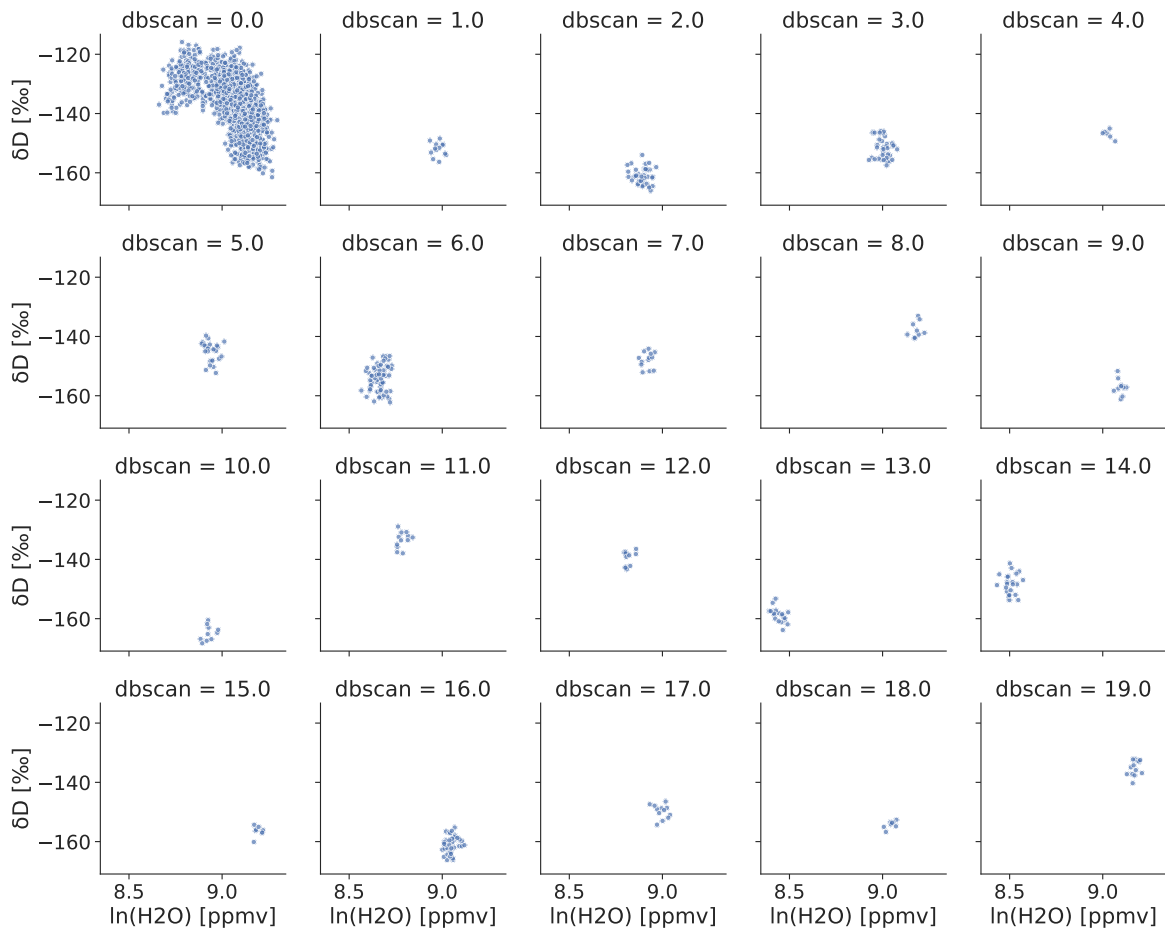 dbscan = 0.0 dbscan = 1.0 dbscan = 2.0 dbscan = 3.0 dbscan = 4.0
−120
−140
−160
δD [‰]
dbscan = 5.0 dbscan = 6.0 dbscan = 7.0 dbscan = 8.0 dbscan = 9.0
−120
−140
−160
δD [‰]
dbscan = 10.0 dbscan = 11.0 dbscan = 12.0 dbscan = 13.0 dbscan = 14.0
−120
−140
−160
δD [‰]
dbscan = 15.0 dbscan = 16.0 dbscan = 17.0 dbscan = 18.0 dbscan = 19.0
−120
−140
−160
δD [‰]
8.5 9.0 8.5 9.0 8.5 9.0 8.5 9.0 8.5 9.0
ln(H2O) [ppmv] ln(H2O) [ppmv] ln(H2O) [ppmv] ln(H2O) [ppmv] ln(H2O) [ppmv]